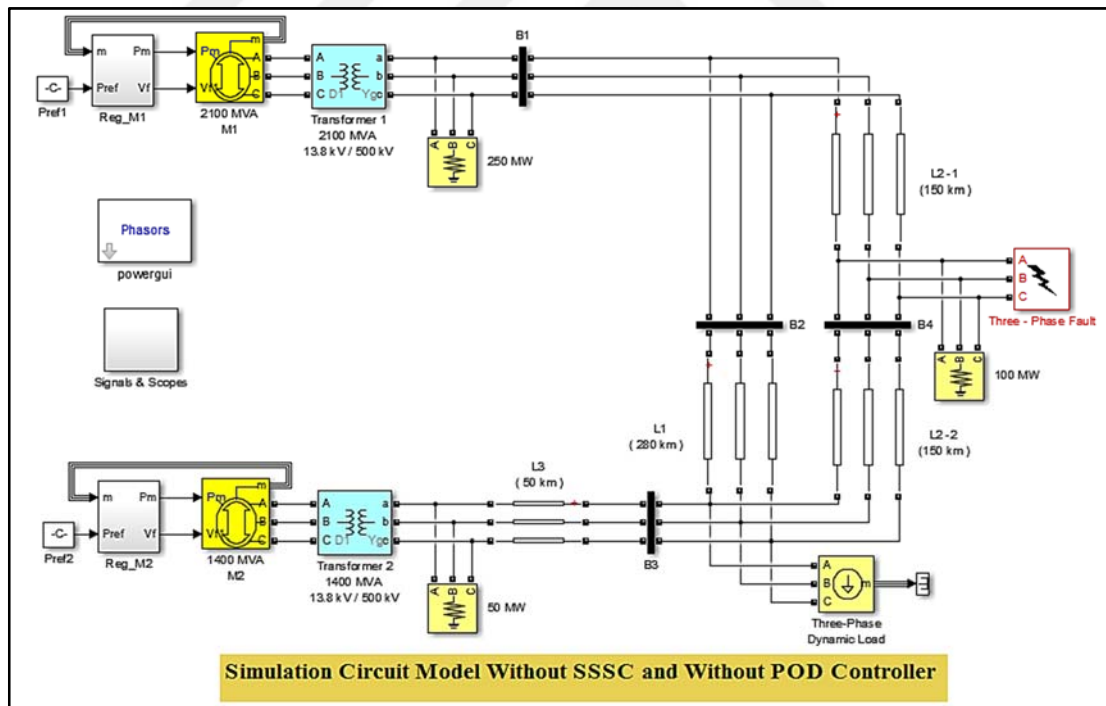 B1
m
Pm
Pref
Vf
-C-
Pref1
Reg_M1
m
Pm
Vf
A
B
C
2100 MVA
M1
A
B
C
a
b
c
D1
Yg
Transformer 1
2100 MVA
13.8 kV / 500 kV
A
B
C
250 MW
L2-1
(150 km)
Phasors
powergui
A
B
C
Three - Phase Fault
B2
B4
Signals & Scopes
A
B
C
100 MW
L1
( 280 km)
L2-2
(150 km)
L3
( 50 km)
m
Pm
Pref
Vf
-C-
Pref2
Reg_M2
m
Pm
Vf
A
B
C
1400 MVA
M2
A
B
C
a
b
c
D1
Yg
Transformer 2
1400 MVA
13.8 kV / 500 kV
A
B
C
50 MW
B3
A
B
C
m
Three-Phase
Dynamic Load
Simulation Circuit Model Without SSSC and Without POD Controller